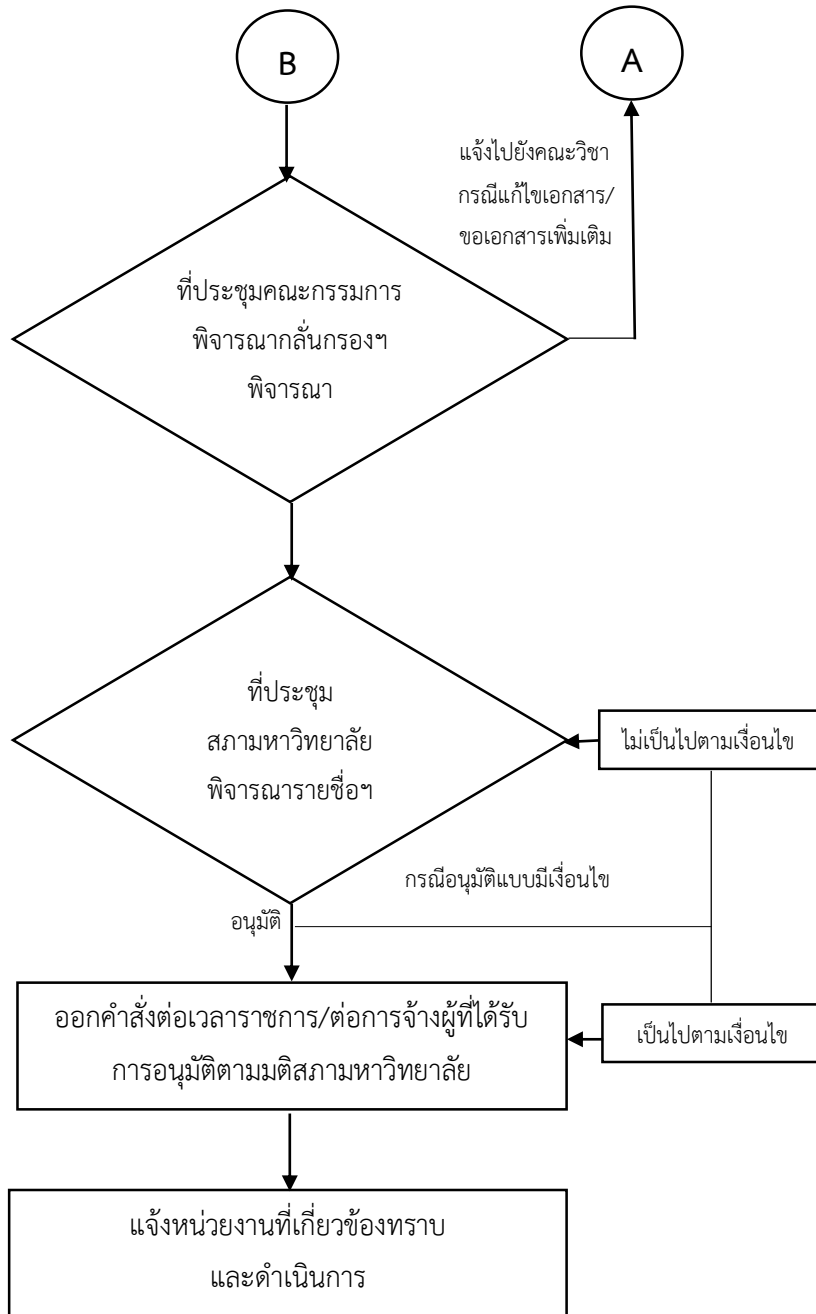 B
A
แจ้งไปยังคณะวิชา
กรณีแก้ไขเอกสาร/
ขอเอกสารเพิ่มเติม
ที่ประชุมคณะกรรมการ
พิจารณากลั่นกรองฯ
พิจารณา
ที่ประชุม
สภามหาวิทยาลัย
พิจารณารายชื่อฯ
ไม่เป็นไปตามเงื่อนไข
กรณีอนุมัติแบบมีเงื่อนไข
อนุมัติ
ออกคำสั่งต่อเวลาราชการ/ต่อการจ้างผู้ที่ได้รับ
การอนุมัติตามมติสภามหาวิทยาลัย
เป็นไปตามเงื่อนไข
แจ้งหน่วยงานที่เกี่ยวข้องทราบ
และดำเนินการ